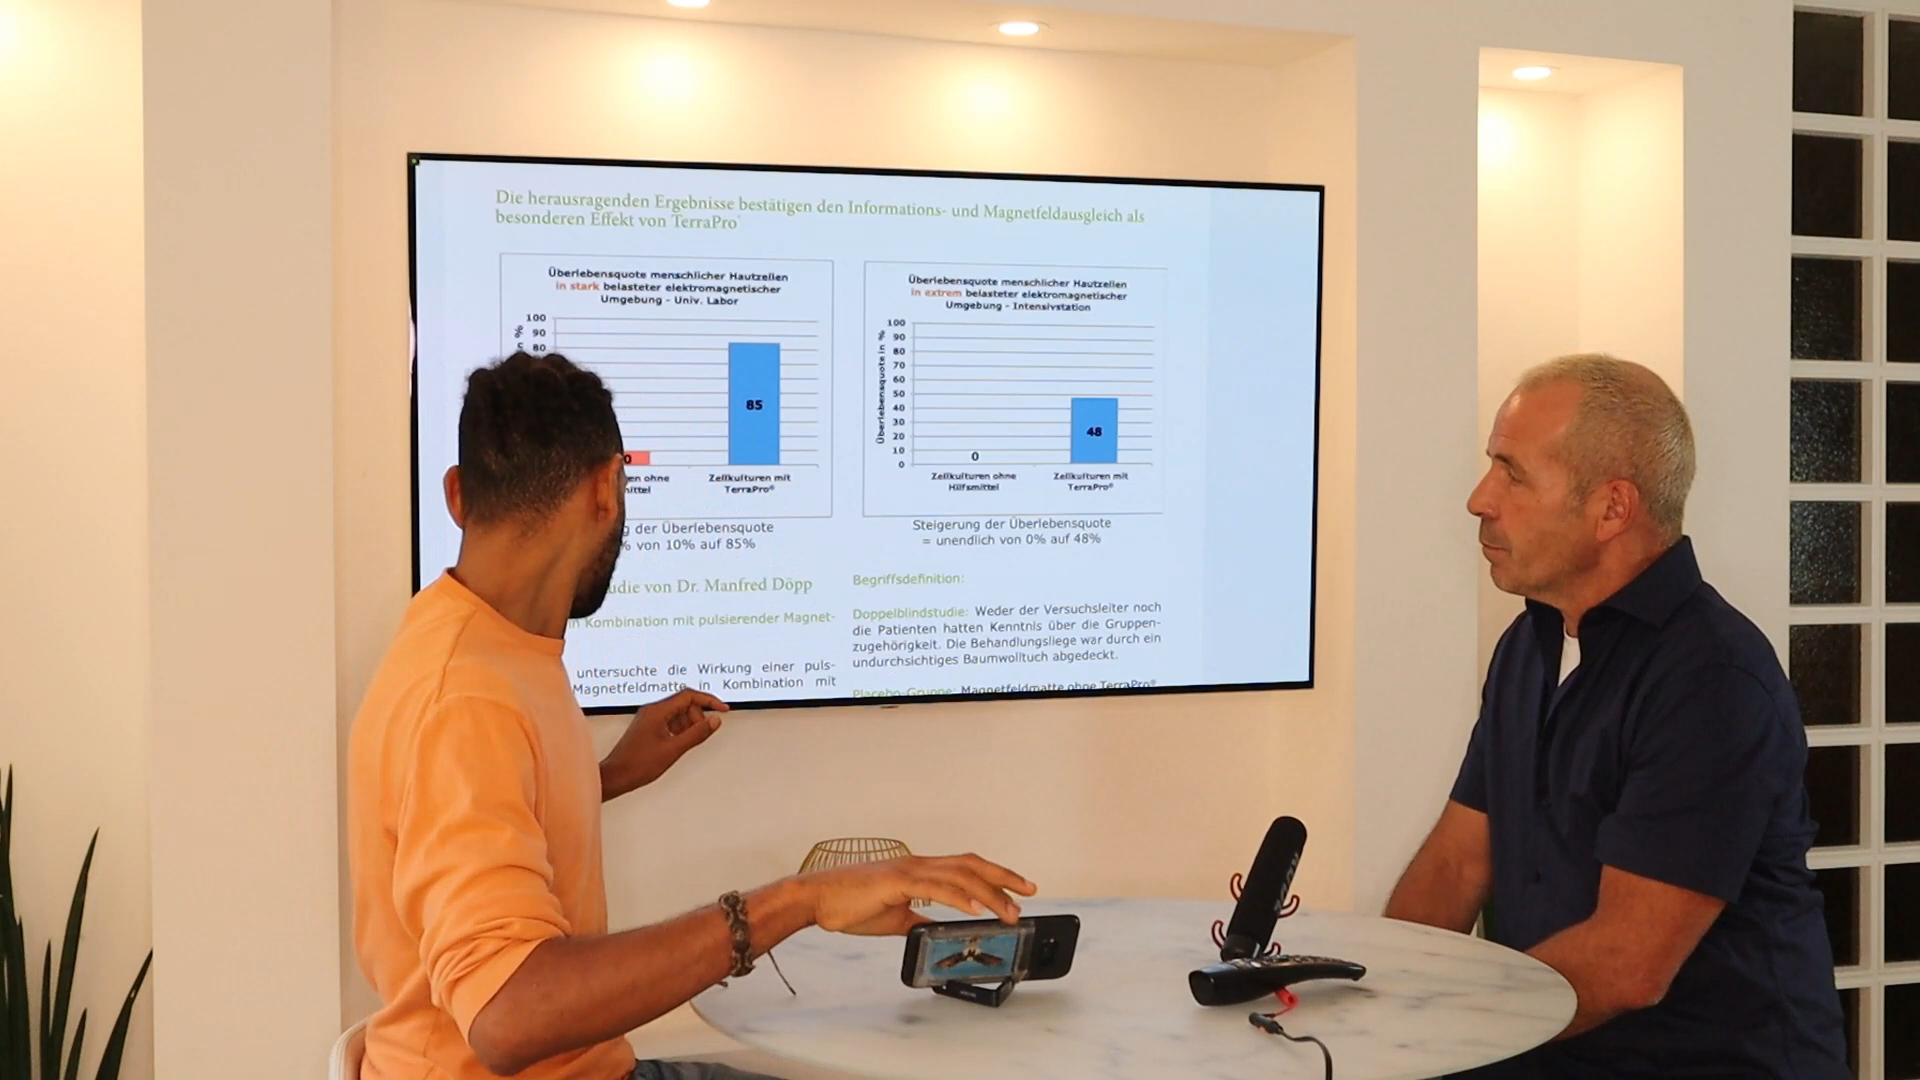 Die herausragenden Ergebnisse bestätigen den Informations- und Magnetfeldausgleich als
besonderen Effekt von TerraPro
Überlebensquote menschlicher Hautzellen
in stark belasteter elektromagnetischer
Umgebung - Univ. Labor
100
90
80
%
85
0
en ohne
ittel
Zellkulturen mit
TerraPro®
g der Überlebensquote
% von 10% auf 85%
Überlebensquote menschlicher Hautzellen
in extrem belasteter elektromagnetischer
Umgebung - Intensivstation
Überlebensquote in %
100
90
80
70
60
50
40
30
20
10
0
0
48
Zellkulturen ohne
Hilfsmittel
Zellkulturen mit
TerraPro®
Steigerung der Überlebensquote
= unendlich von 0% auf 48%
udie von Dr. Manfred Döpp
in Kombination mit pulsierender Magnet-
untersuchte die Wirkung einer puls-
Magnetfeldmatte in Kombination mit
Begriffsdefinition:
Doppelblindstudie: Weder der Versuchsleiter noch
die Patienten hatten Kenntnis über die Gruppen-
zugehörigkeit. Die Behandlungsliege war durch ein
undurchsichtiges Baumwolltuch abgedeckt.
Placebo-Gruppe: Magnetfeldmatte ohne TerraPro®